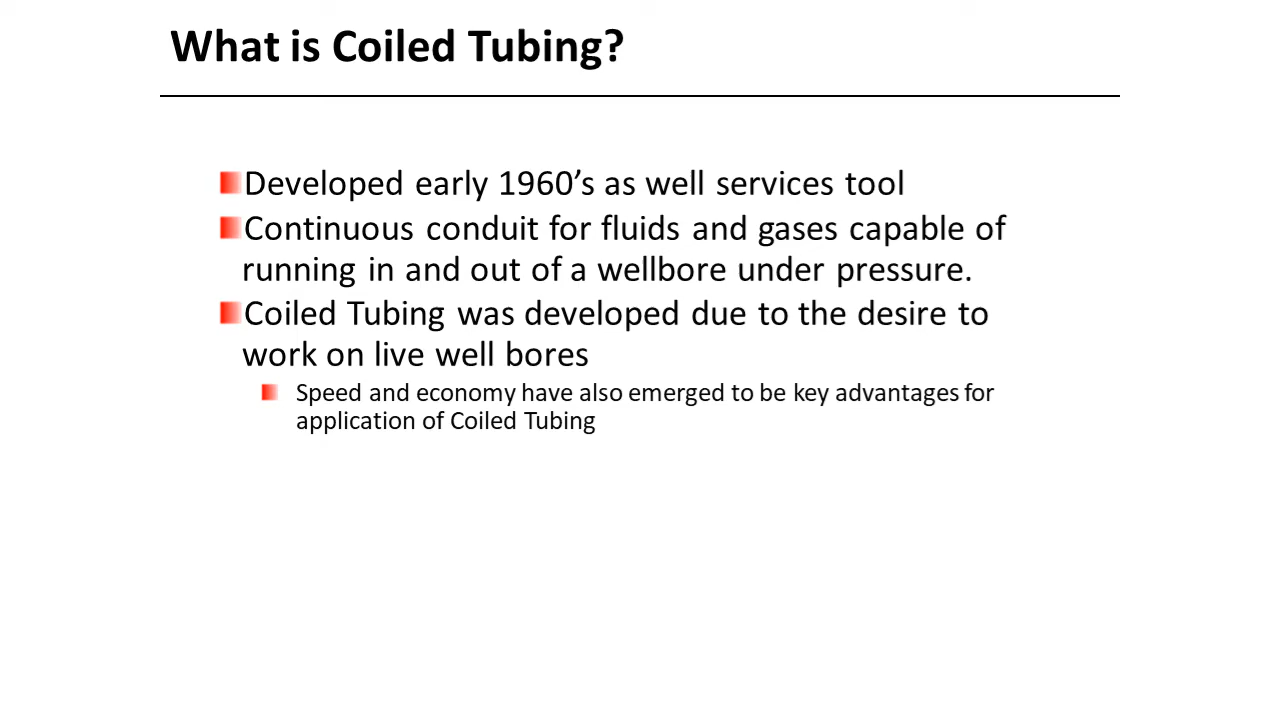 What is Coiled Tubing?
Developed early 1960’s as well services tool
Continuous conduit for fluids and gases capable of
running in and out of a wellbore under pressure.
Coiled Tubing was developed due to the desire to
work on live well bores
Speed and economy have also emerged to be key advantages for
application of Coiled Tubing